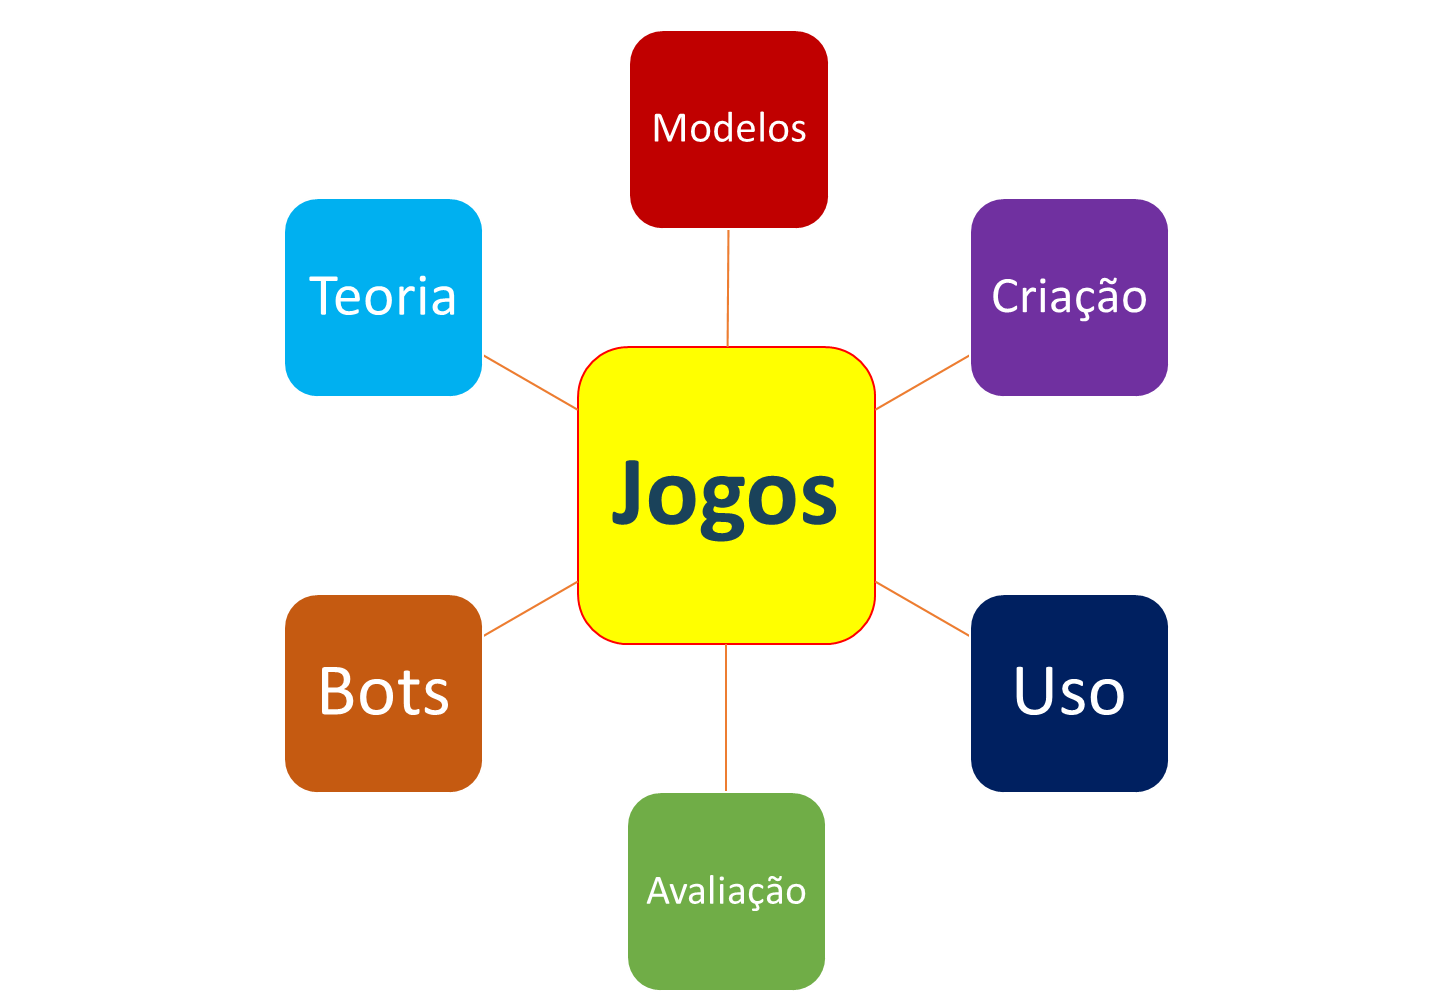 Modelos
Teoria
Criação
Jogos
Bots
Uso
Avaliação